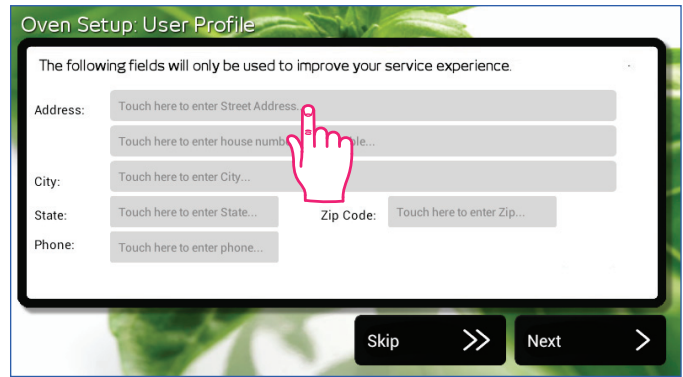 Oven Setup: User Profile
The following fields will only be used to improve your service experience.
Address: Touch here to enter Street Address...
Touch here to enter house numb ble...
City: Touch here to enter City...
State: Touch here to enter State... Zip Code: Touch here to enter Zip...
Phone: Touch here to enter phone...
Skip Next